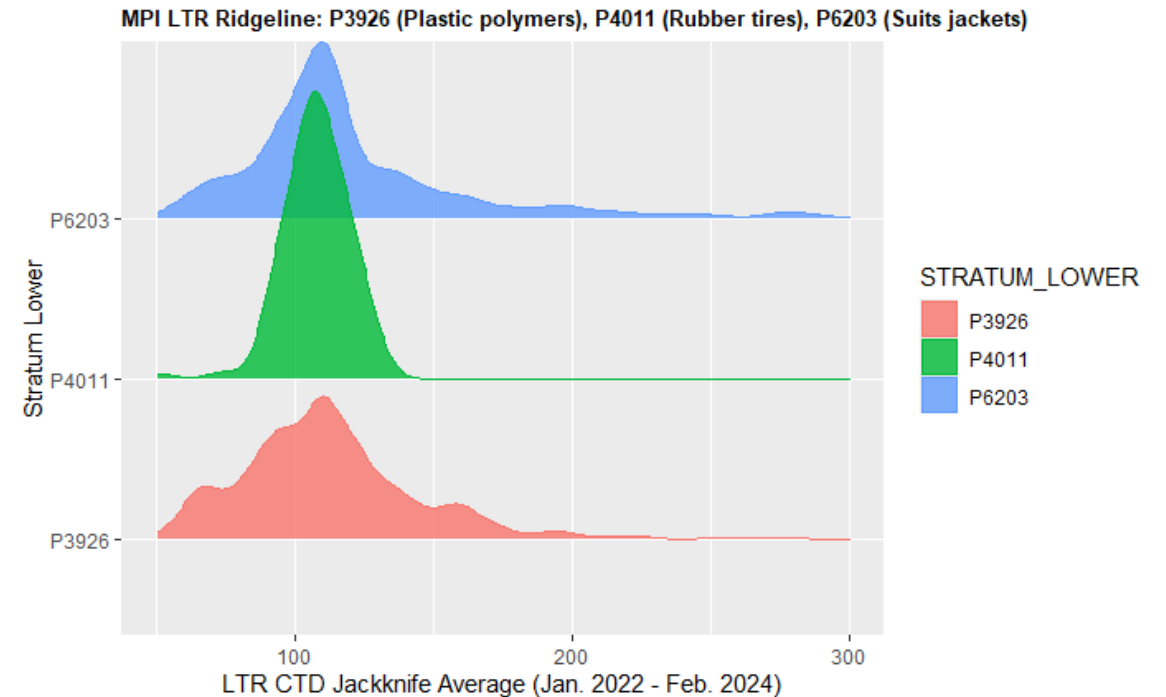 MPI LTR Ridgeline: P3926 (Plastic polymers), P4011 (Rubber tires), P6203 (Suits jackets)
Stratum Lower
P6203
P4011
P3926
100
200
300
LTR CTD Jackknife Average (Jan. 2022 - Feb. 2024)
STRATUM_LOWER
P3926
P4011
P6203